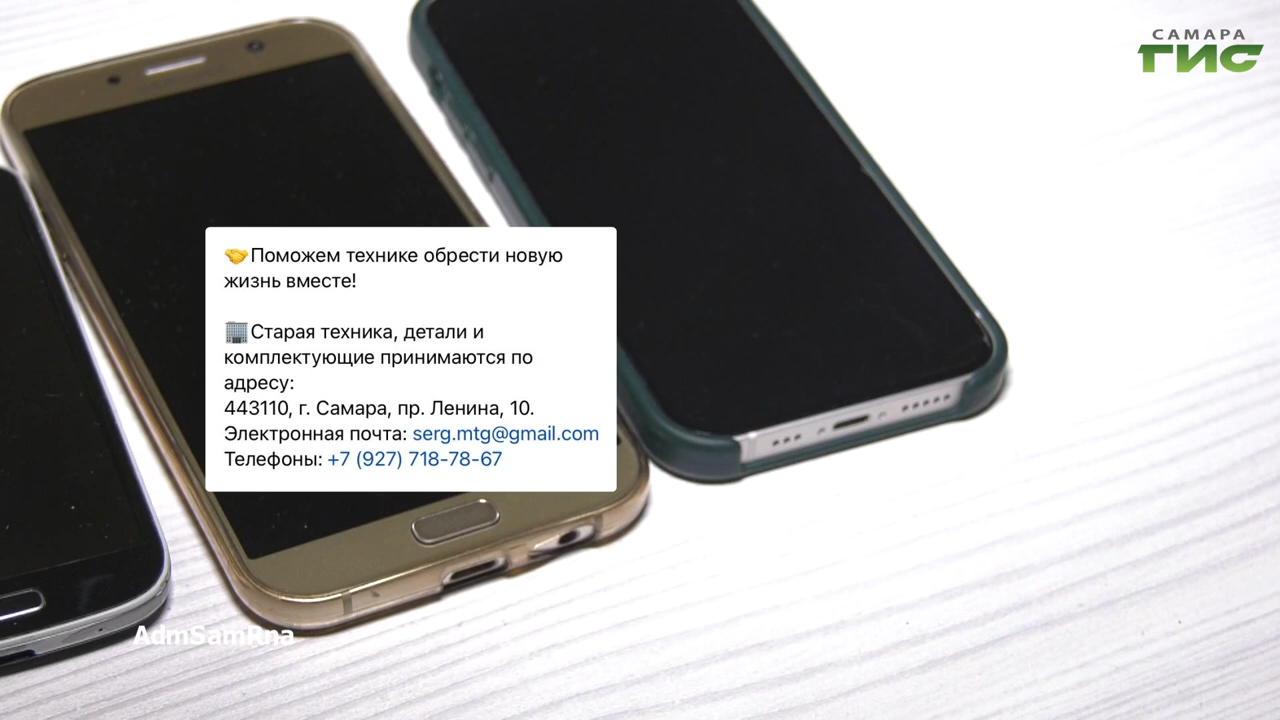 САМАРА
ГИС
🤝Поможем технике обрести новую
жизнь вместе!
🏢Старая техника, детали и
комплектующие принимаются по
адресу:
443110, г. Самара, пр. Ленина, 10.
Электронная почта: serg.mtg@gmail.com
Телефоны: +7 (927) 718-78-67
AdmSamRna